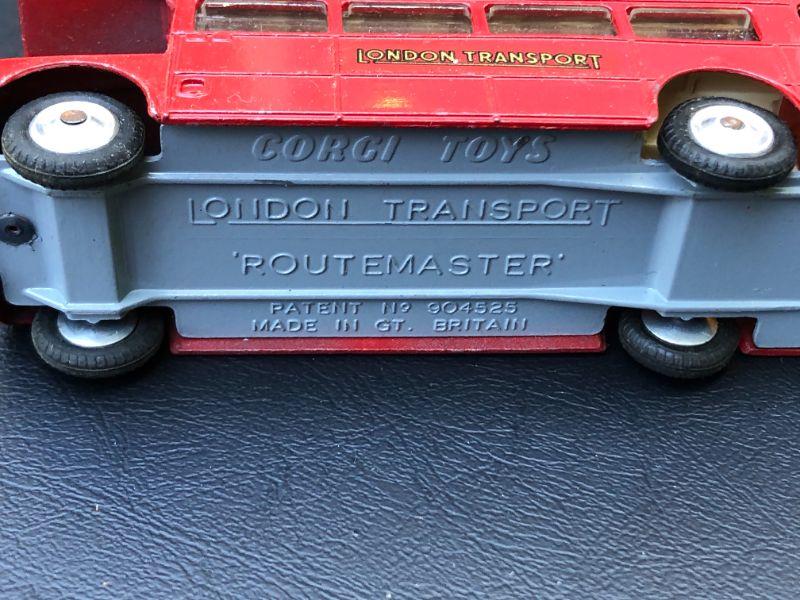 LONDON TRANSPORT
CORGI TOYS
LONDON TRANSPORT
'ROUTEMASTER'
PATENT Nº 904525
MADE IN GT. BRITAIN